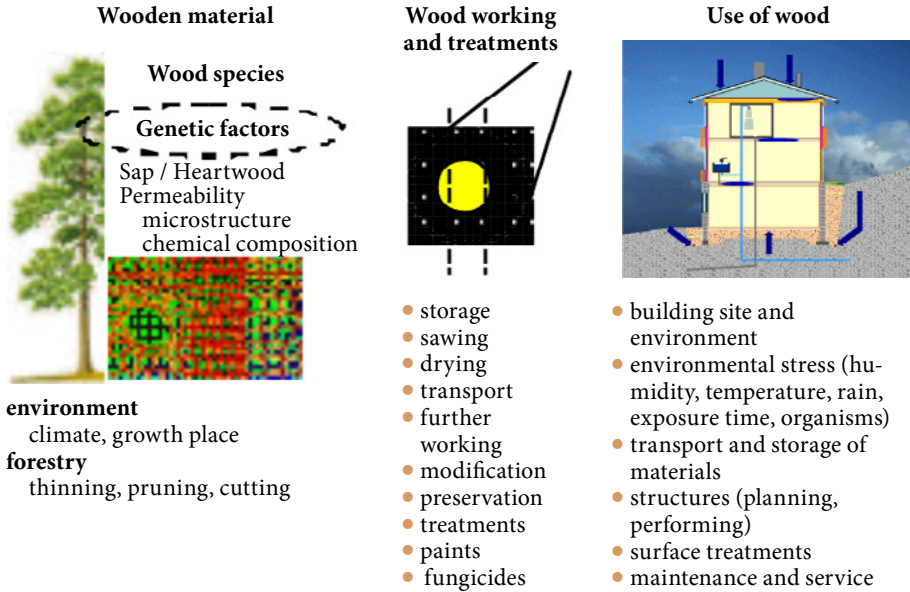 Wooden material
Wood species
Genetic factors
Sap / Heartwood
Permeability
microstructure
chemical composition
environment
climate, growth place
forestry
thinning, pruning, cutting
Wood working
and treatments
• storage
• sawing
• drying
• transport
• further
working
• modification
• preservation
• treatments
• paints
• fungicides
Use of wood
• building site and
environment
• environmental stress (hu-
midity, temperature, rain,
exposure time, organisms)
• transport and storage of
materials
• structures (planning,
performing)
• surface treatments
• maintenance and service